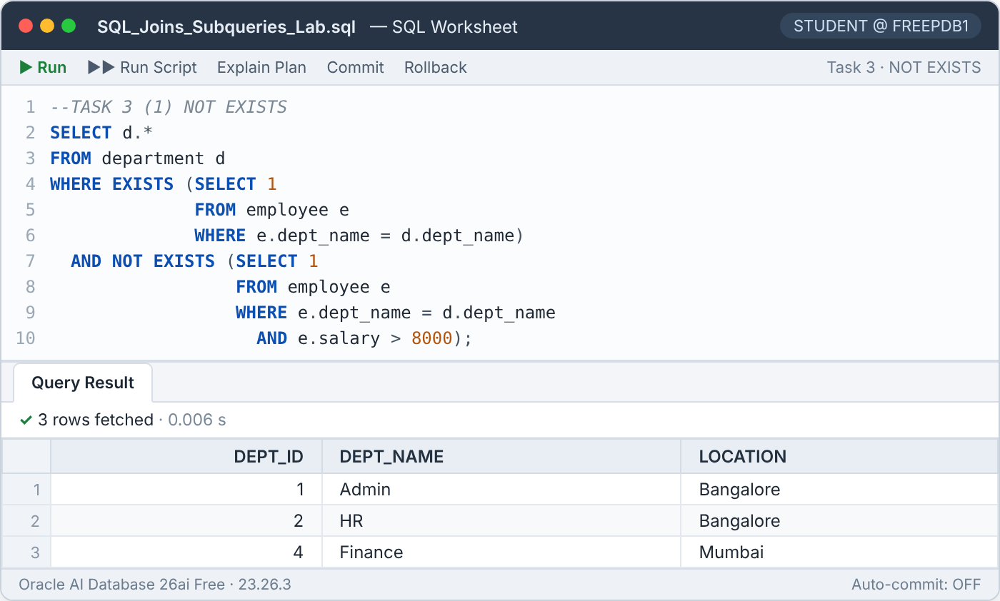 SQL_Joins_Subqueries_Lab.sql — SQL Worksheet STUDENT @ FREEPDB1
Run Run Script Explain Plan Commit Rollback Task 3 · NOT EXISTS
1 --TASK 3 (1) NOT EXISTS
2 SELECT d.*
3 FROM department d
4 WHERE EXISTS (SELECT 1
5 FROM employee e
6 WHERE e.dept_name = d.dept_name)
7 AND NOT EXISTS (SELECT 1
8 FROM employee e
9 WHERE e.dept_name = d.dept_name
10 AND e.salary > 8000);
Query Result
✓ 3 rows fetched · 0.006 s
DEPT_ID DEPT_NAME LOCATION
1 1 Admin Bangalore
2 2 HR Bangalore
3 4 Finance Mumbai
Oracle AI Database 26ai Free · 23.26.3 Auto-commit: OFF